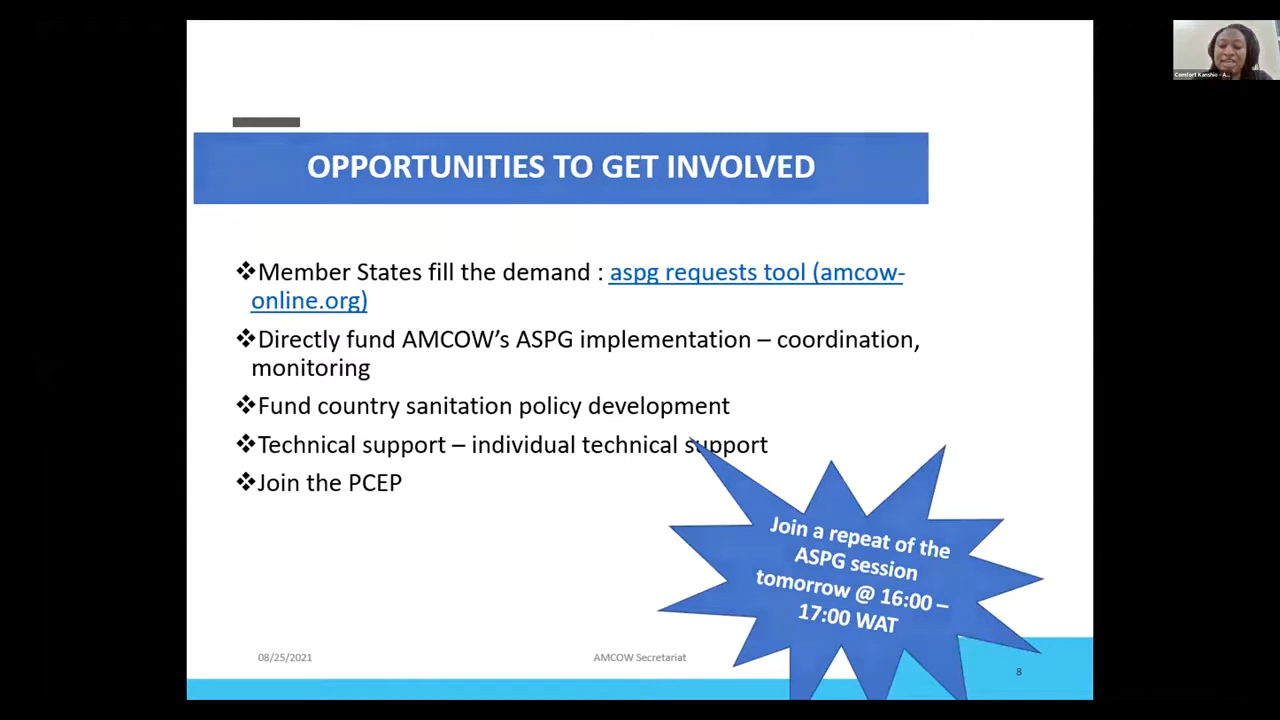 Comfort Kanshio - A...
OPPORTUNITIES TO GET INVOLVED
❖Member States fill the demand : aspg requests tool (amcow-
online.org)
❖Directly fund AMCOW’s ASPG implementation – coordination,
monitoring
❖Fund country sanitation policy development
❖Technical support – individual technical support
❖Join the PCEP
Join a repeat of the
ASPG session
tomorrow @ 16:00 –
17:00 WAT
08/25/2021
AMCOW Secretariat
8